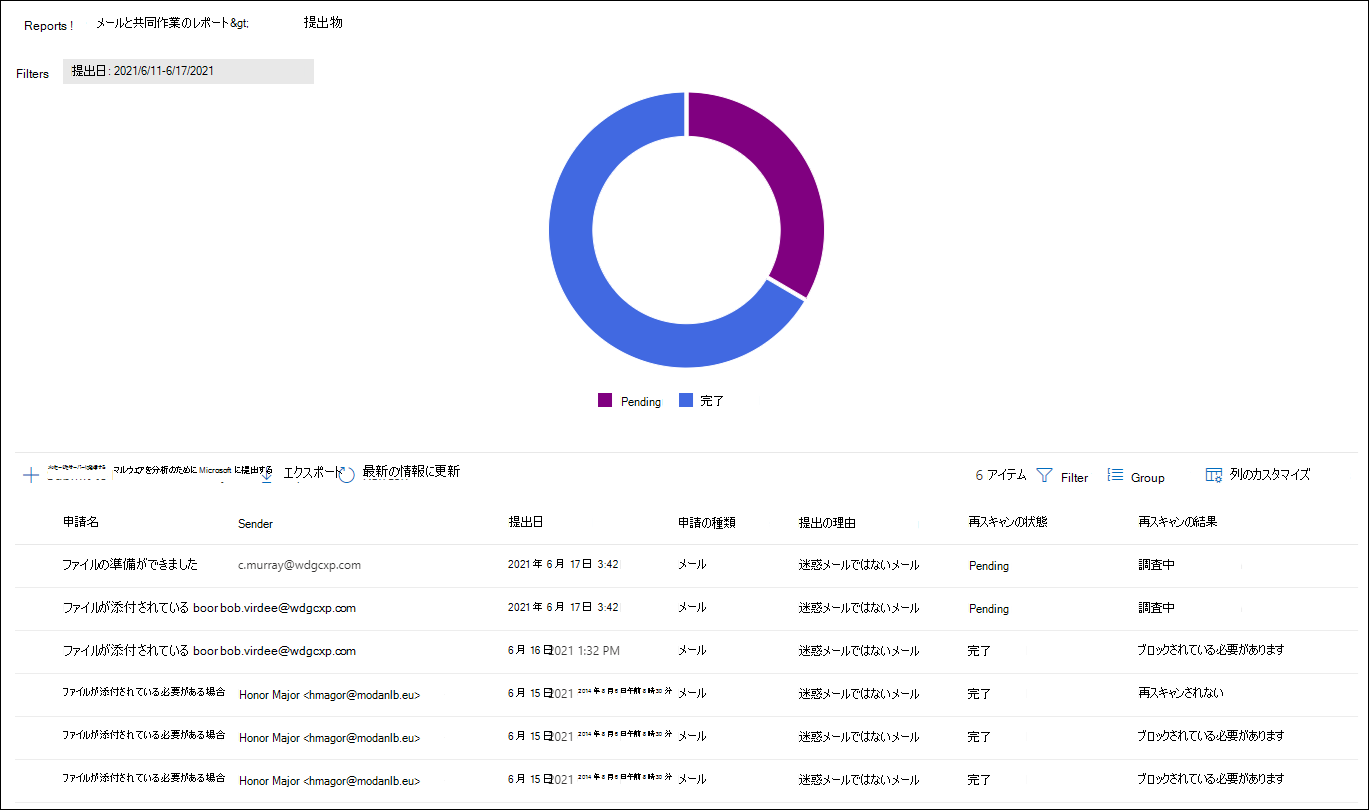 Reports ! メールと共同作業のレポート&gt; 提出物
Filters 提出日: 2021/6/11-6/17/2021
Pending 完了
マルウェアを分析のために Microsoft に提出する エクスポート 最新の情報に更新 6 アイテム Filter Group 列のカスタマイズ
申請名 Sender 提出日 申請の種類 提出の理由 再スキャンの状態 再スキャンの結果
ファイルの準備ができました c.murray@wdgcxp.com 2021 年 6 月 17日 3:42 メール 迷惑メールではないメール Pending 調査中
ファイルが添付されている boor bob.virdee@wdgcxp.com 2021 年 6 月 17日 3:42 メール 迷惑メールではないメール Pending 調査中
ファイルが添付されている boor bob.virdee@wdgcxp.com 6 月 16 日 2021 1:32 PM メール 迷惑メールではないメール 完了 ブロックされている必要があります
ファイルが添付されている必要がある場合 Honor Major <hmagor@modanlb.eu> 6 月 15 日 2021 メール 迷惑メールではないメール 完了 再スキャンされない
ファイルが添付されている必要がある場合 Honor Major <hmagor@modanlb.eu> 6 月 15 日 2021 メール 迷惑メールではないメール 完了 ブロックされている必要があります
ファイルが添付されている必要がある場合 Honor Major <hmagor@modanlb.eu> 6 月 15 日 2021 メール 迷惑メールではないメール 完了 ブロックされている必要があります